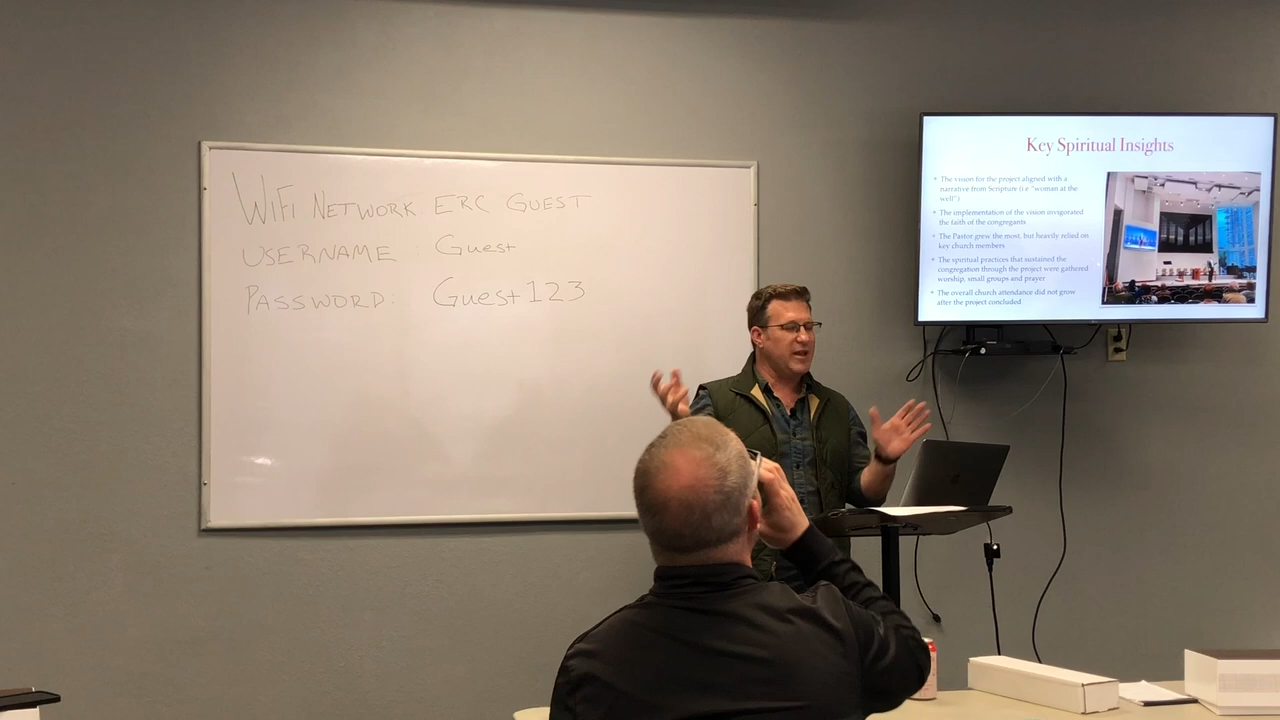 WIFI NETWORK ERC GUEST
USERNAME : Guest
PASSWORD: Guest123
Key Spiritual Insights
The vision for the project aligned with a
narrative from Scripture (i.e "woman at the
well")
The implementation of the vision invigorated
the faith of the congregants
The Pastor grew the most, but heavily relied on
key church members
The spiritual practices that sustained the
congregation through the project were gathered
worship, small groups and prayer
The overall church attendance did not grow
after the project concluded